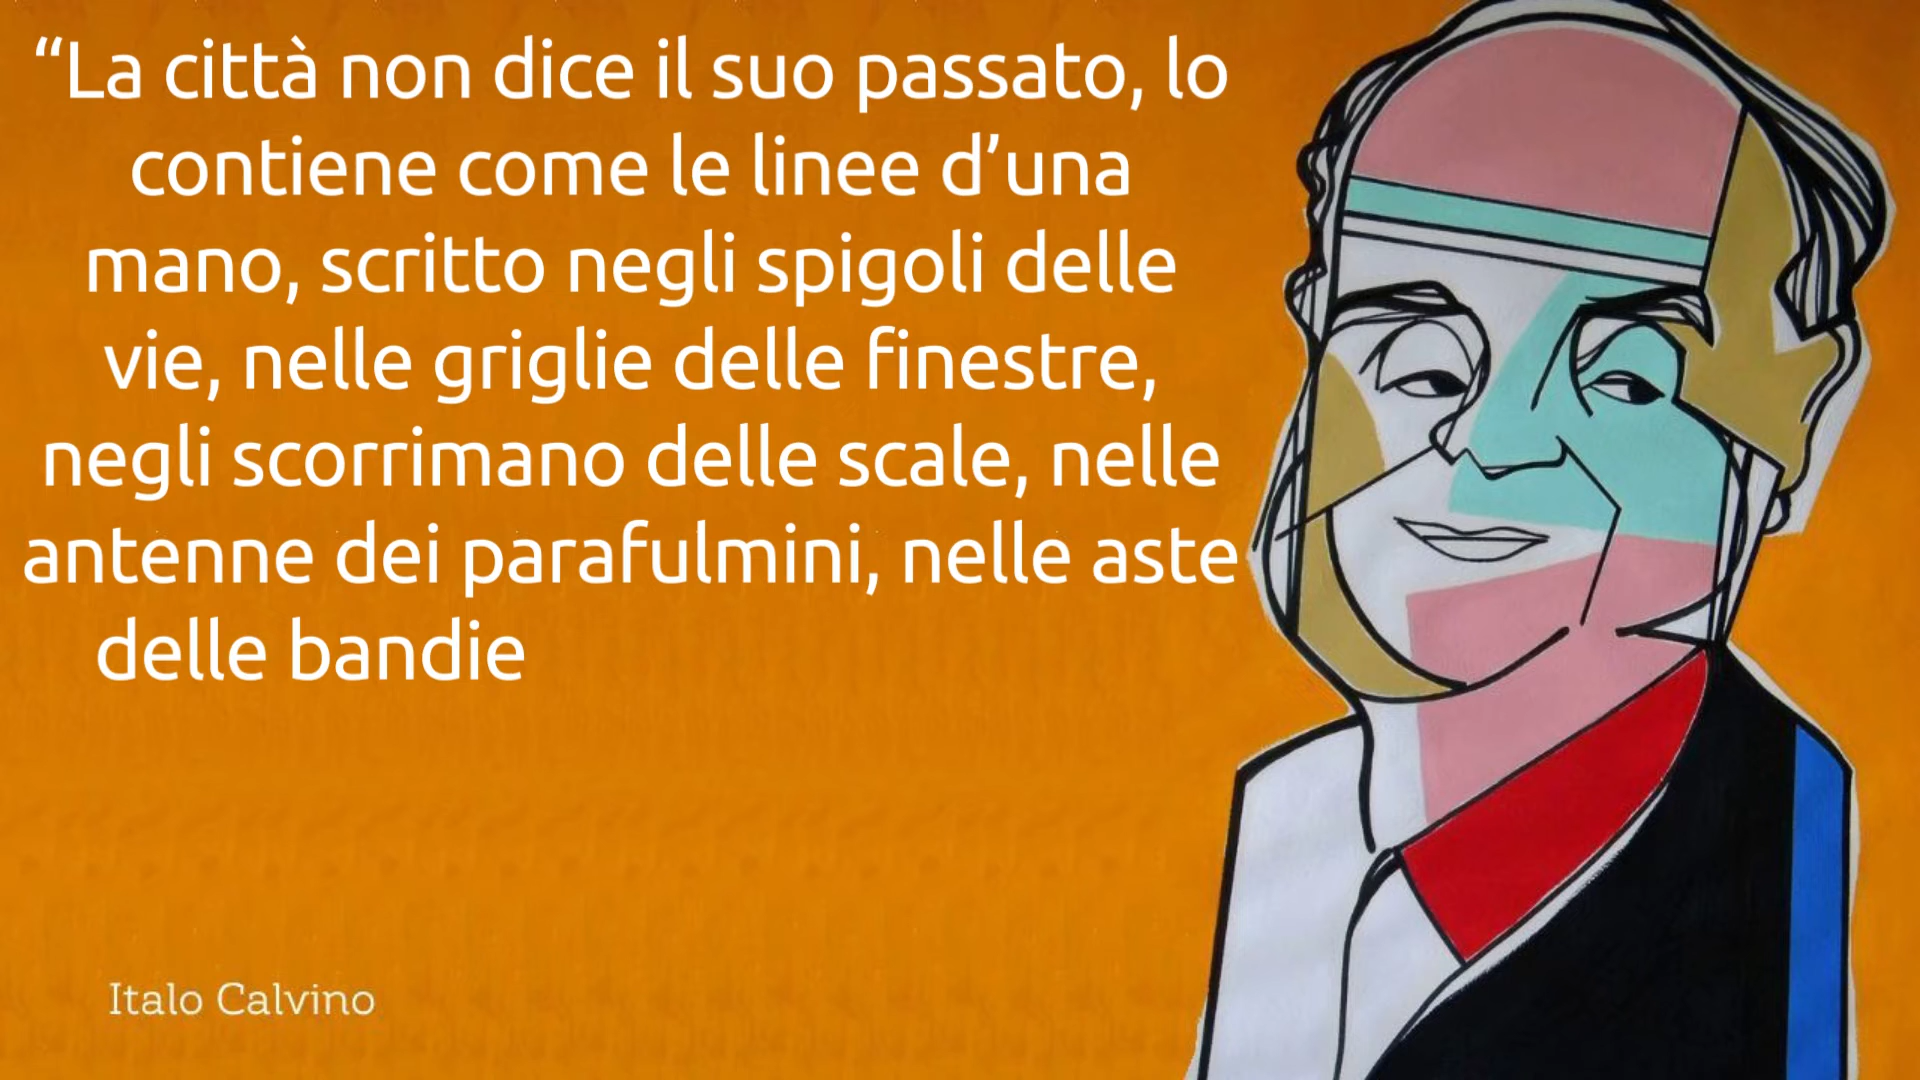 “La città non dice il suo passato, lo
contiene come le linee d’una
mano, scritto negli spigoli delle
vie, nelle griglie delle finestre,
negli scorrimano delle scale, nelle
antenne dei parafulmini, nelle aste
delle bandie
Italo Calvino